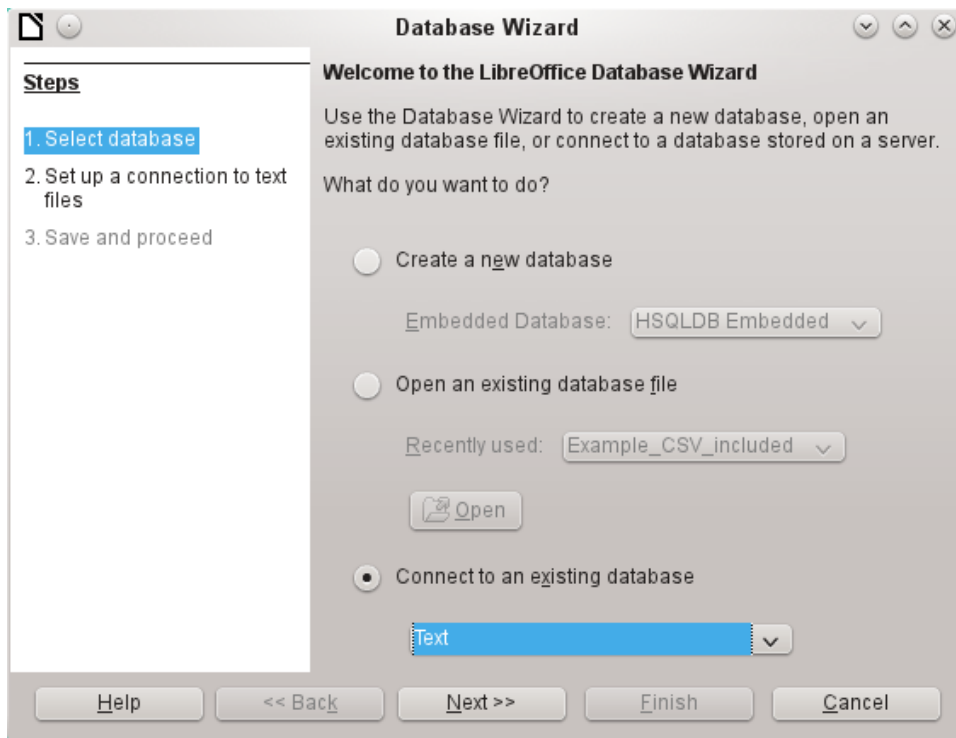 Database Wizard
Steps
1. Select database
2. Set up a connection to text
files
3. Save and proceed
Welcome to the LibreOffice Database Wizard
Use the Database Wizard to create a new database, open an
existing database file, or connect to a database stored on a server.
What do you want to do?
Create a new database
Embedded Database: HSQLDB Embedded
Open an existing database file
Recently used: Example_CSV_included
Open
Connect to an existing database
Text
Help << Back Next >> Finish Cancel